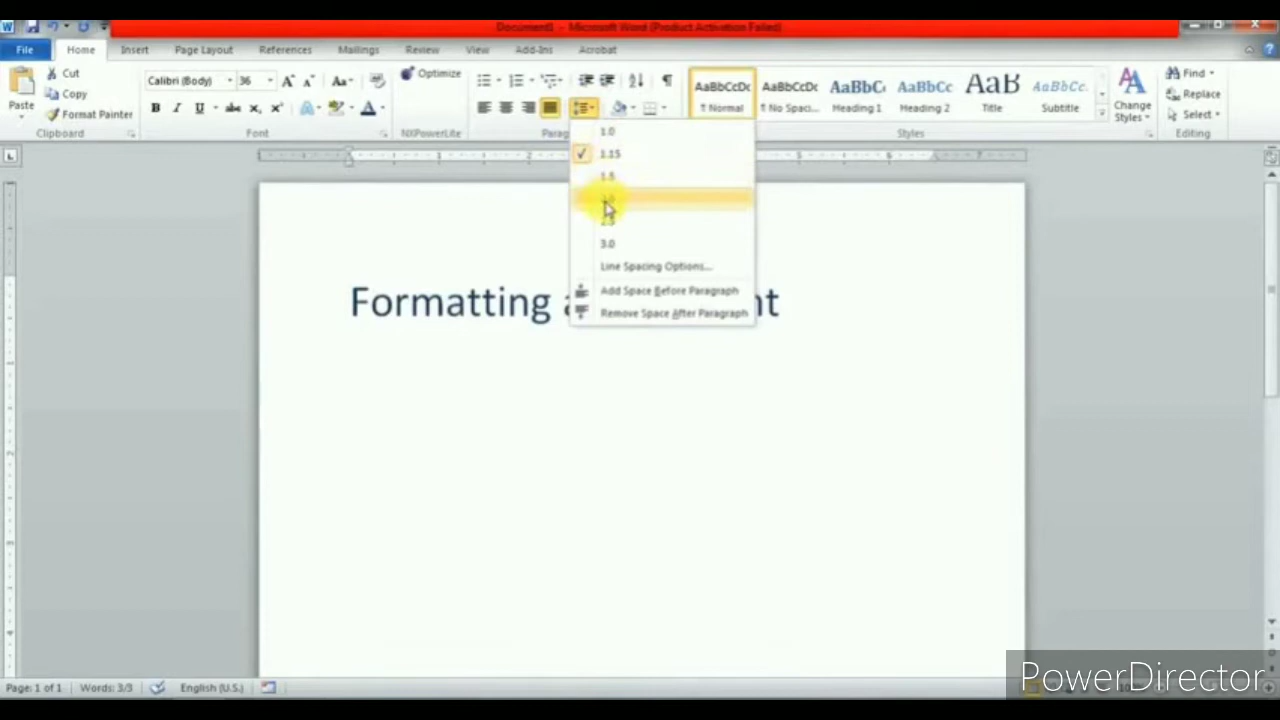 Document1 - Microsoft Word (Product Activation Failed)
File Home Insert Page Layout References Mailings Review View Add-Ins Acrobat
Paste
Cut
Copy
Format Painter
Clipboard
Calibri (Body) 36
Font
Optimize
NXPowerLite
Parag
AaBbCcDc AaBbCcDc AaBbC AaBbCc AaB AaBbCc.
¶ Normal ¶ No Spaci... Heading 1 Heading 2 Title Subtitle
Change Styles
Styles
Find
Replace
Select
Editing
1.0
1.15
1.5
3.0
Line Spacing Options...
Add Space Before Paragraph
Remove Space After Paragraph
Formatting
Page: 1 of 1 Words: 3/3 English (U.S.)
PowerDirector